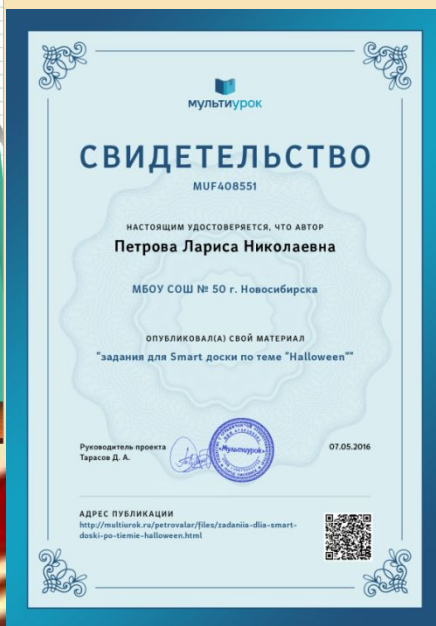 мультиурок
СВИДЕТЕЛЬСТВО
MUF408551
НАСТОЯЩИМ УДОСТОВЕРЯЕТСЯ, ЧТО АВТОР
Петрова Лариса Николаевна
МБОУ СОШ № 50 г. Новосибирска
ОПУБЛИКОВАЛ(А) СВОЙ МАТЕРИАЛ
"задания для Smart доски по теме "Halloween""
Руководитель проекта
Тарасов Д. А.
«Мультиурок»
07.05.2016
АДРЕС ПУБЛИКАЦИИ
http://multiurok.ru/petrovalar/files/zadaniia-dlia-smart-
doski-po-tiemie-halloween.html